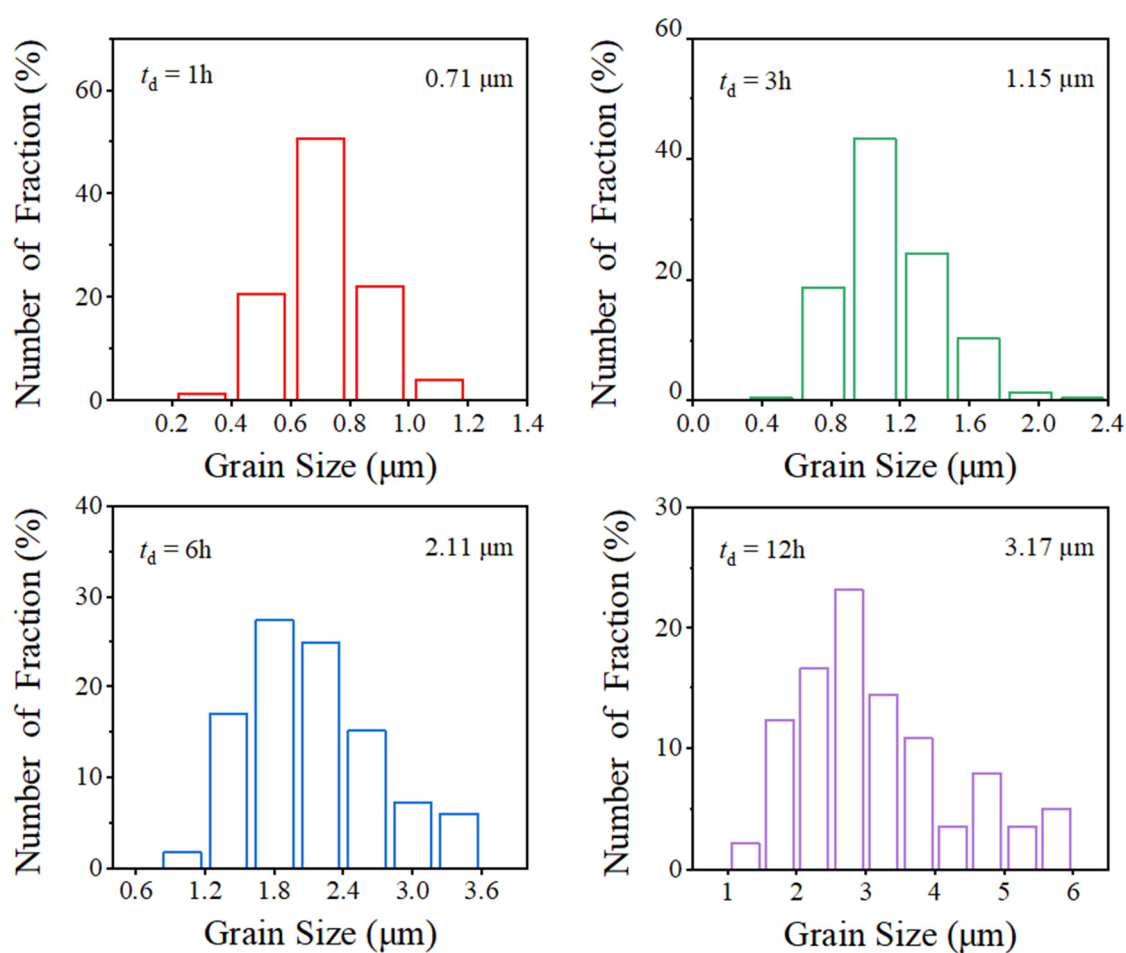 Number of Fraction (%)
60
40
20
0
t_d = 1h
0.71 μm
0.2 0.4 0.6 0.8 1.0 1.2 1.4
Grain Size (μm)
Number of Fraction (%)
60
40
20
0
t_d = 3h
1.15 μm
0.0 0.4 0.8 1.2 1.6 2.0 2.4
Grain Size (μm)
Number of Fraction (%)
40
30
20
10
0
t_d = 6h
2.11 μm
0.6 1.2 1.8 2.4 3.0 3.6
Grain Size (μm)
Number of Fraction (%)
30
20
10
0
t_d = 12h
3.17 μm
1 2 3 4 5 6
Grain Size (μm)